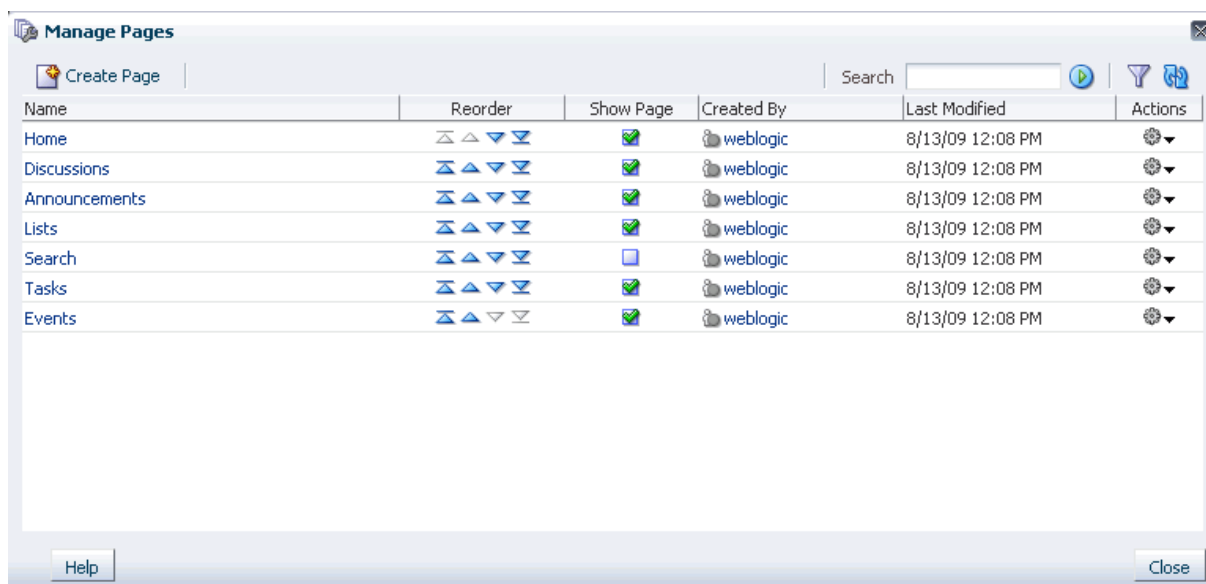 Manage Pages
Create Page Search
Name Reorder Show Page Created By Last Modified Actions
Home weblogic 8/13/09 12:08 PM
Discussions weblogic 8/13/09 12:08 PM
Announcements weblogic 8/13/09 12:08 PM
Lists weblogic 8/13/09 12:08 PM
Search weblogic 8/13/09 12:08 PM
Tasks weblogic 8/13/09 12:08 PM
Events weblogic 8/13/09 12:08 PM
Help Close